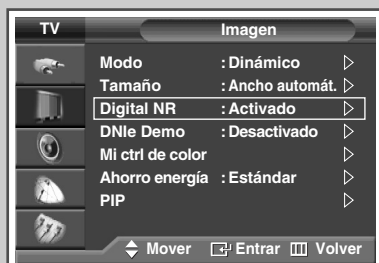 TV Imagen
Modo : Dinámico
Tamaño : Ancho automát.
Digital NR : Activado
DNIe Demo : Desactivado
Mi ctrl de color
Ahorro energía : Estándar
PIP
Mover Entrar Volver